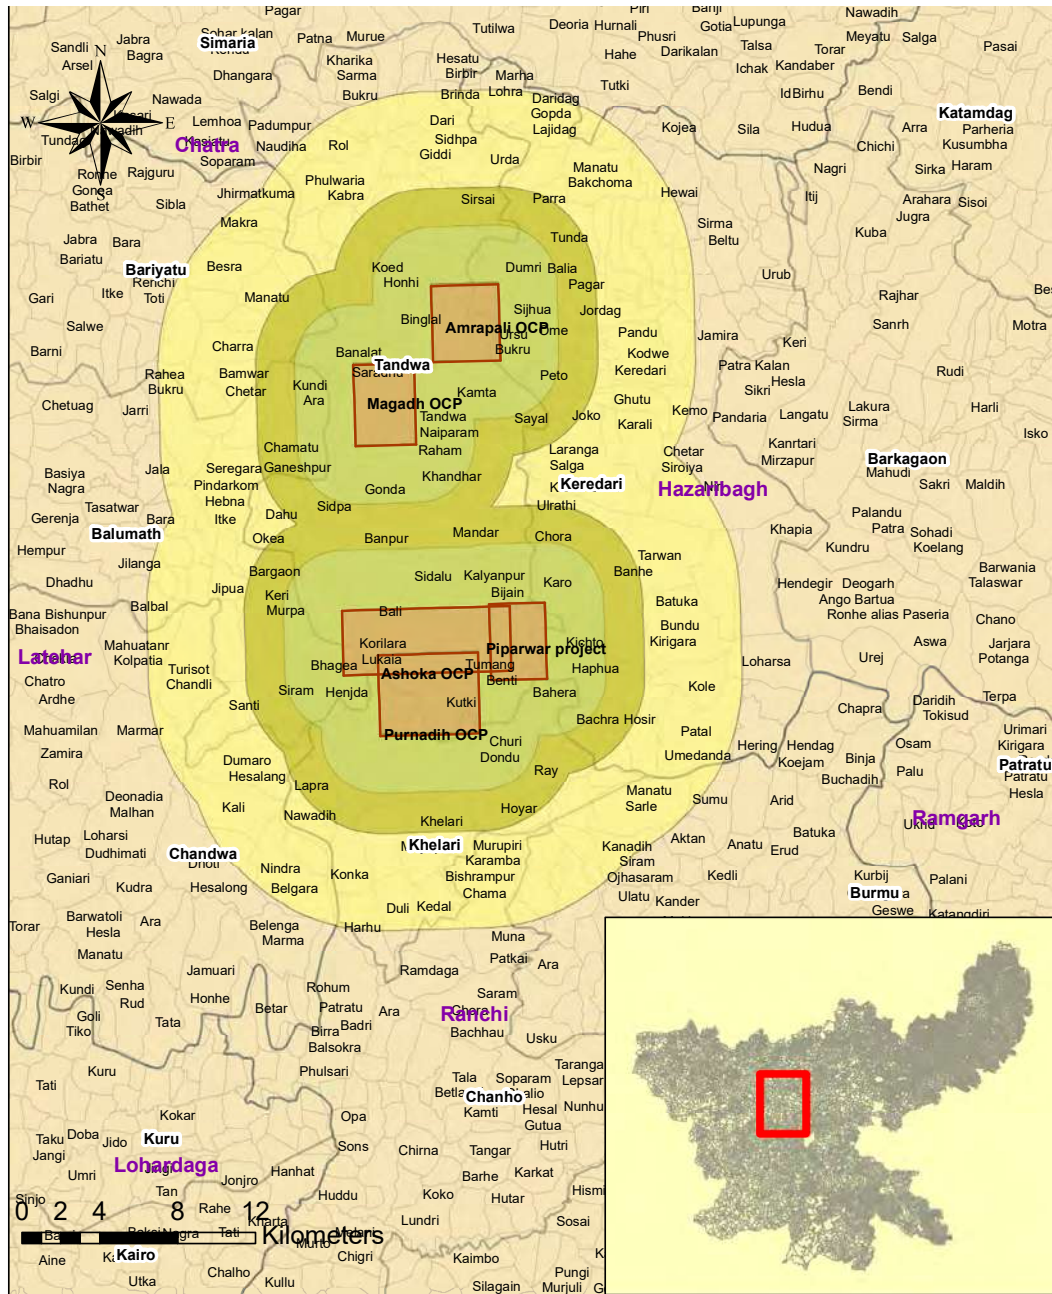 Pagar
Piri
Banji
Nawadih
Deoria
Hurnali
Gotia
Lupunga
Tutilwa
Sobar kalan
Simaria
Patna
Murue
Phusri
Meyatu
Salga
Jabra
Bagra
Sandli
Arsel
N
Hahe
Darikalan
Talsa
Torar
Pasai
Kharika
Sarma
Hesatu
Birbir
Marha
Lohra
Ichak
Kandaber
Dhangara
Tutki
Salgi
Nawada
Bukru
Brinda
Daridag
Gopda
Lajidag
Id
Birhu
Bendi
Katamdag
W
E
Nawadih
Lemhoa
Padumpur
Dari
Kojea
Sila
Hudua
Arra
Parheria
Kusumbha
Chatra
Naudiha
Rol
Sidhpa
Giddi
Chichi
Birbir
Soparam
Urda
Manatu
Bakchoma
Nagri
Sirka
Haram
Ronhe
Gonsa
Bathet
Rajguru
S
Phulwaria
Kabra
Jhirmatkuma
Sibla
Sirsai
Parra
Hewai
Itij
Arahara
Jugra
Sisoi
Makra
Sirma
Beltu
Kuba
Jabra
Bariatu
Bara
Tunda
Bariyatu
Renchi
Toti
Besra
Koed
Honhi
Dumri
Balia
Pagar
Urub
Gari
Itke
Manatu
Rajhar
Salwe
Binglal
Sijhua
Jordag
Sanrh
Motra
Amrapali OCP
Ursu
Bukru
Ome
Pandu
Jamira
Keri
Barni
Charra
Banalat
Kodwe
Keredari
Rahea
Bukru
Bamwar
Chetar
Tandwa
Saradhu
Peto
Patra Kalan
Hesla
Sikri
Rudi
Kundi
Ara
Kamta
Magadh OCP
Ghutu
Chetuag
Jarri
Tandwa
Naiparam
Raham
Sayal
Joko
Karali
Kemo
Pandaria
Langatu
Lakura
Sirma
Harli
Isko
Chamatu
Ganeshpur
Laranga
Salga
Chetar
Siroiya
Kanrtari
Mirzapur
Barkagaon
Basiya
Nagra
Jala
Seregara
Pindarkom
Hebna
Itke
Khandhar
Gonda
Keredari
Hazaribagh
Mahudi
Sakri
Maldih
Tasatwar
Gerenja
Bara
Dahu
Sidpa
Ulrathi
Palandu
Patra
Balumath
Okea
Banpur
Mandar
Chora
Khapia
Sohadi
Koelang
Hempur
Jilanga
Kundru
Bargaon
Sidalu
Kalyanpur
Bijain
Karo
Tarwan
Banhe
Barwania
Talaswar
Dhadhu
Jipua
Keri
Murpa
Hendegir
Deogarh
Ango Bartua
Ronhe alias Paseria
Bana Bishunpur
Bhaisadon
Balbal
Bali
Batuka
Chano
Bundu
Kirigara
Mahuatanr
Kolpatia
Korilara
Lukaia
Piparwar project
Kichto
Aswa
Jarjara
Potanga
Latehar
Turisot
Chandli
Bhagea
Tumang
Haphua
Loharsa
Urej
Chatro
Ardhe
Ashoka OCP
Benti
Bahera
Siram
Henjda
Kutki
Kole
Santi
Chapra
Daridih
Tokisud
Terpa
Mahuamilan
Marmar
Purnadih OCP
Bachra
Hosir
Patal
Urimari
Kirigara
Zamira
Churi
Dondu
Umedanda
Hering
Hendag
Koejam
Osam
Binja
Dumaro
Hesalang
Ray
Buchadih
Palu
Patratu
Patratu
Hesla
Rol
Lapra
Manatu
Sarle
Sumu
Arid
Deonadia
Malhan
Kali
Nawadih
Hoyar
Ramgarh
Khelari
Batuka
Hutap
Loharsi
Dudhimati
Khelari
Murupiri
Karamba
Bishrampur
Chama
Kanadih
Siram
Ojhasaram
Aktan
Anatu
Erud
Chandwa
Nindra
Belgara
Konka
Kedli
Kurbij
Palani
Ganiari
Kudra
Hesalong
Ulatu
Kander
Burmu
Duli
Kedal
Geswe
Katangdiri
Torar
Barwatoli
Hesla
Ara
Belenga
Marma
Harhu
Muna
Manatu
Patkai
Ara
Jamuari
Ramdaga
Kundi
Senha
Rud
Honhe
Rohum
Saram
Goli
Tiko
Tata
Betar
Patratu
Badri
Birra
Balsokra
Ara
Ranchi
Bachhau
Usku
Kuru
Phulsari
Taranga
Lepsar
Tati
Tala
Soparam
Chanho
Kokar
Opa
Kamti
Hesal
Gutua
Nunhu
Taku
Jangi
Doba
Jido
Kuru
Sons
Chirna
Tangar
Hutri
Lohardaga
Umri
Hanhat
Barhe
Karkat
Jonjro
Sinjo
Tan
Huddu
Koko
Hutar
Hismi
0 2 4 8 12
Kilometers
Rahe
Lundri
Sosai
Tati
Kairo
Aine
Chigri
Kaimbo
Utka
Chalho
Kullu
Silagain
Pungi
Murjuli